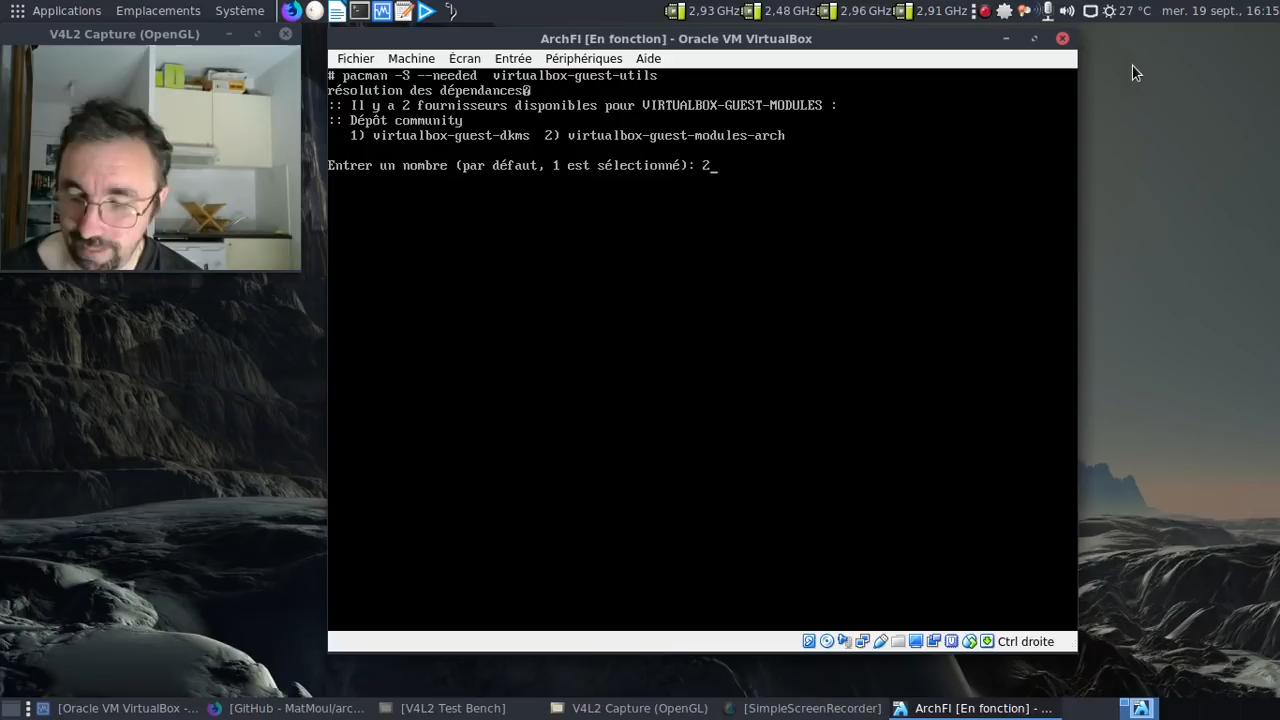 Applications Emplacements Système 2,93 GHz 2,48 GHz 2,96 GHz 2,91 GHz 27 °C mer. 19 sept., 16:15
V4L2 Capture (OpenGL)
ArchFI [En fonction] - Oracle VM VirtualBox
Fichier Machine Écran Entrée Périphériques Aide
# pacman -S --needed virtualbox-guest-utils
résolution des dépendances
:: Il y a 2 fournisseurs disponibles pour VIRTUALBOX-GUEST-MODULES :
:: Dépôt community
1) virtualbox-guest-dkms 2) virtualbox-guest-modules-arch
Entrer un nombre (par défaut, 1 est sélectionné): 2_
Ctrl droite
[Oracle VM VirtualBox -... [GitHub - MatMoul/arc... [V4L2 Test Bench] V4L2 Capture (OpenGL) [SimpleScreenRecorder] ArchFI [En fonction] - ...